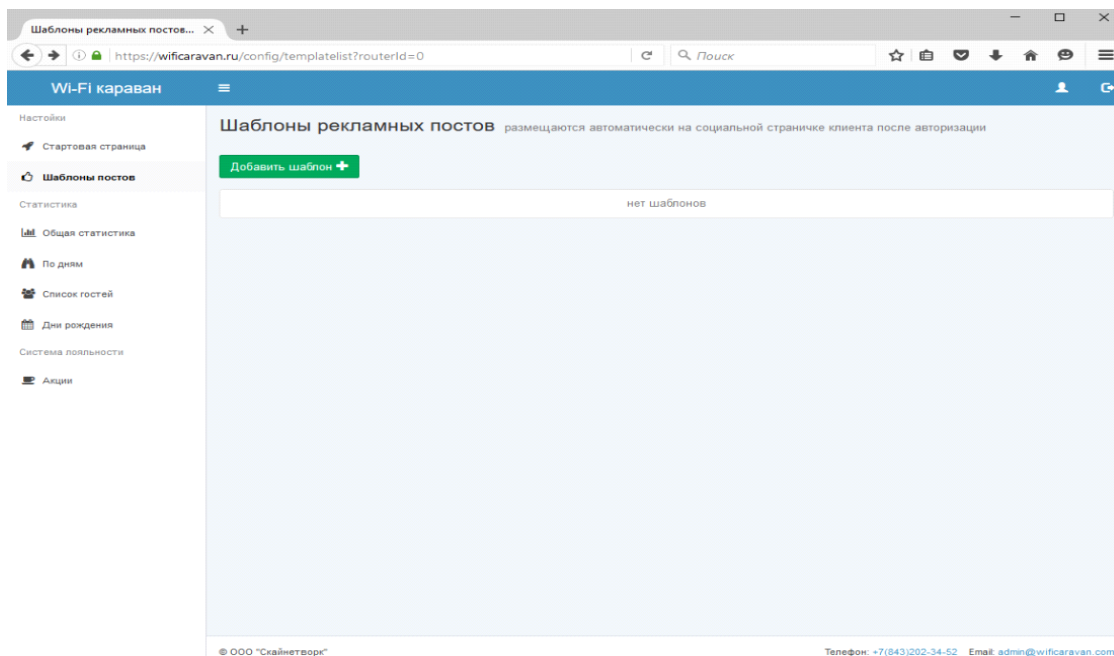 Шаблоны рекламных постов...
https://wificaravan.ru/config/templatelist?routerId=0
Поиск
Wi-Fi караван
Настойки
Стартовая страница
Шаблоны постов
Статистика
Общая статистика
По дням
Список гостей
Дни рождения
Система лояльности
Акции
Шаблоны рекламных постов размещаются автоматически на социальной страничке клиента после авторизации
Добавить шаблон
нет шаблонов
© ООО "Скайнетворк"
Телефон: +7(843)202-34-52 Email: admin@wificaravan.com